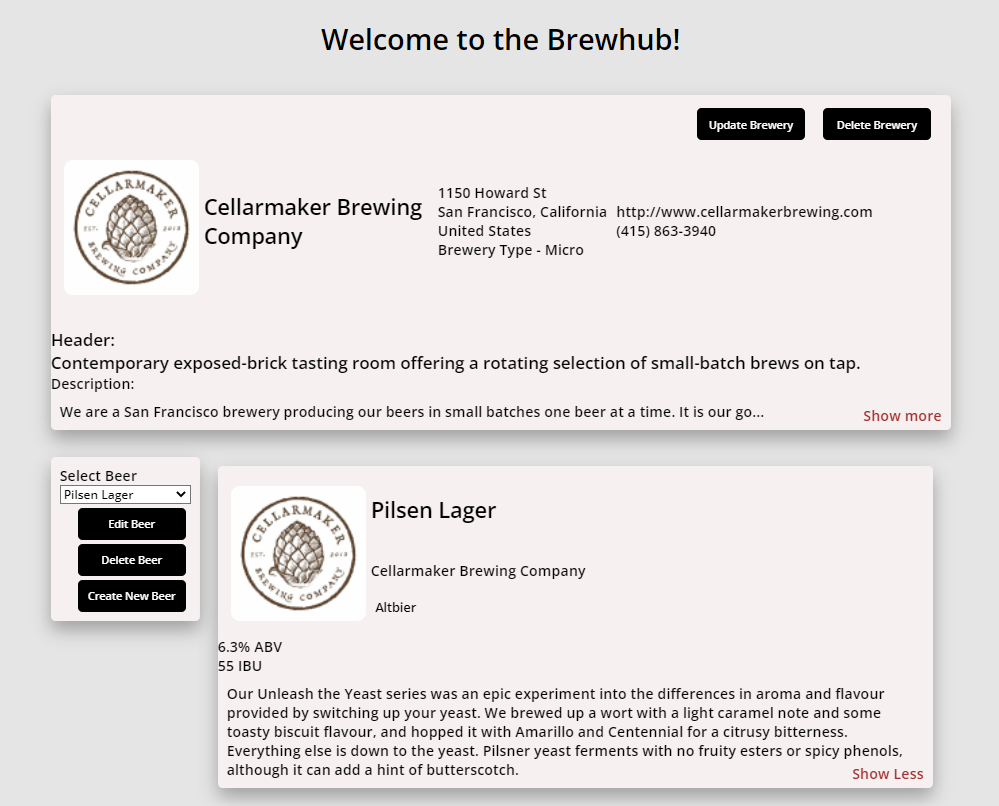 Welcome to the Brewhub!
Update Brewery
Delete Brewery
CELLARMAKER
EST. 2013
BREWING COMPANY
Cellarmaker Brewing
Company
1150 Howard St
San Francisco, California
United States
Brewery Type - Micro
http://www.cellarmakerbrewing.com
(415) 863-3940
Header:
Contemporary exposed-brick tasting room offering a rotating selection of small-batch brews on tap.
Description:
We are a San Francisco brewery producing our beers in small batches one beer at a time. It is our go...
Show more
Select Beer
Pilsen Lager
Edit Beer
Delete Beer
Create New Beer
CELLARMAKER
EST. 2013
BREWING COMPANY
Pilsen Lager
Cellarmaker Brewing Company
Altbier
6.3% ABV
55 IBU
Our Unleash the Yeast series was an epic experiment into the differences in aroma and flavour
provided by switching up your yeast. We brewed up a wort with a light caramel note and some
toasty biscuit flavour, and hopped it with Amarillo and Centennial for a citrusy bitterness.
Everything else is down to the yeast. Pilsner yeast ferments with no fruity esters or spicy phenols,
although it can add a hint of butterscotch.
Show Less